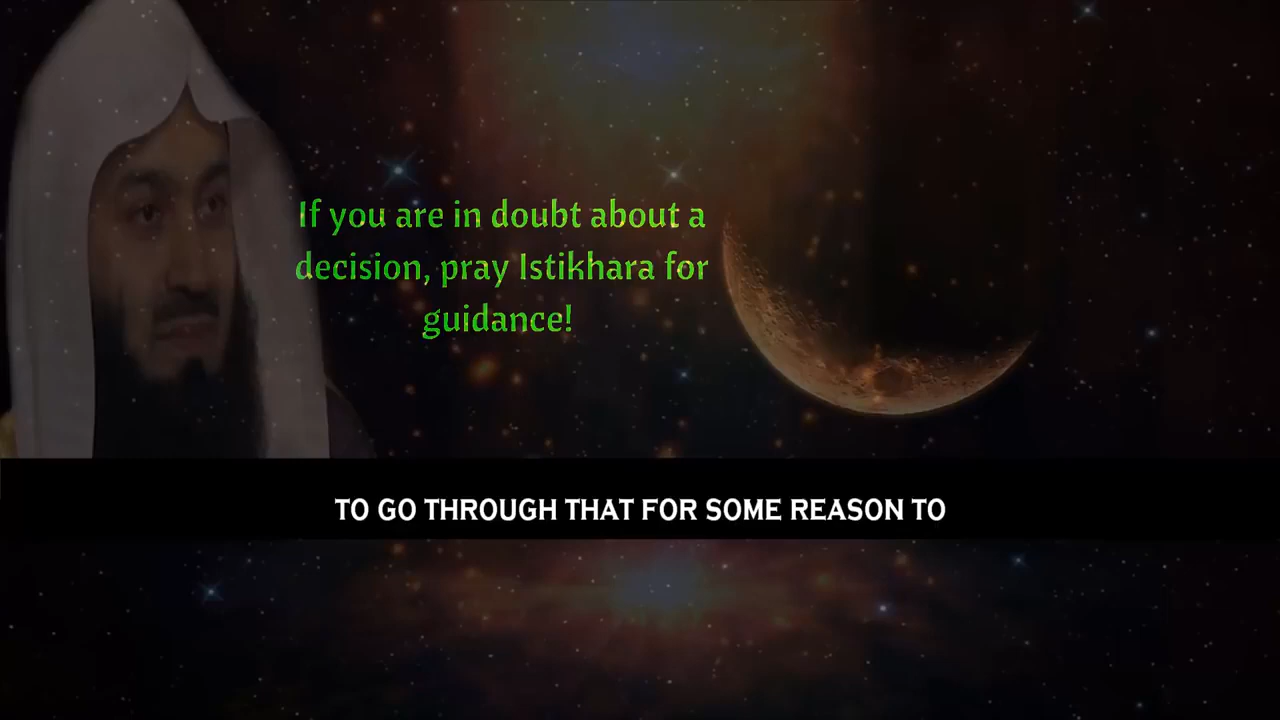 If you are in doubt about a
decision, pray Istikhara for
guidance!
TO GO THROUGH THAT FOR SOME REASON TO